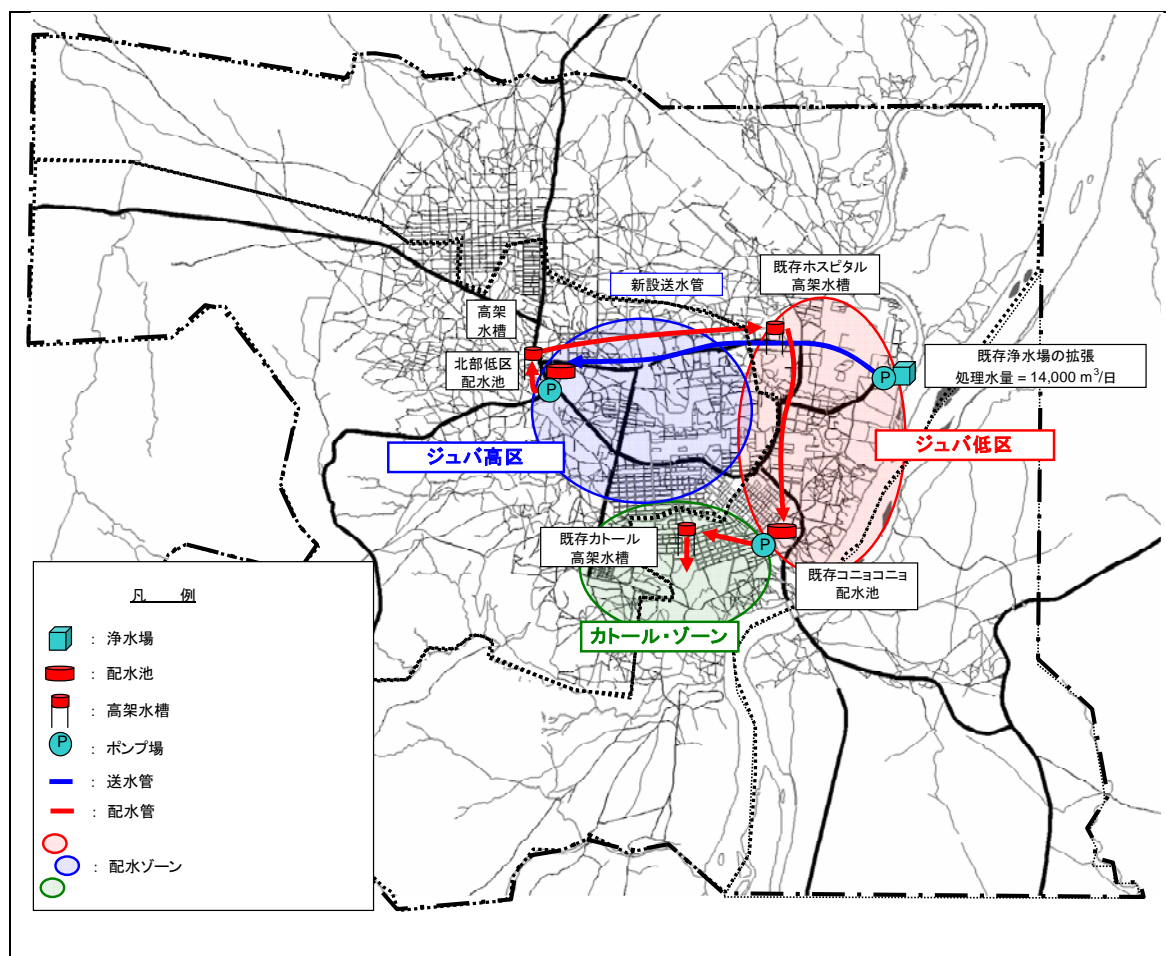 既存ホスピタル
高架水槽
新設送水管
高架
水槽
北部低区
配水池
既存浄水場の拡張
処理水量 = 14,000 m³/日
P
P
ジュバ高区
ジュバ低区
既存カトール
高架水槽
P
既存コニョコニョ
配水池
カトール・ゾーン
凡 例
： 浄水場
： 配水池
： 高架水槽
P ： ポンプ場
： 送水管
： 配水管
： 配水ゾーン